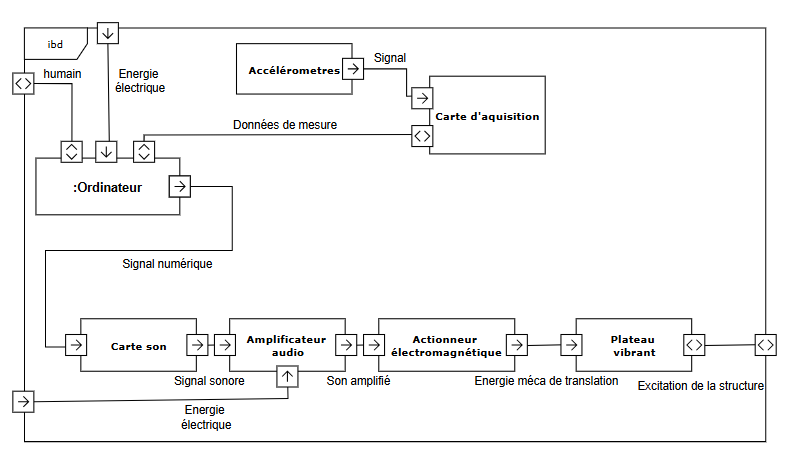 ibd
humain
Energie
électrique
Accéléromètres
Signal
Carte d'aquisition
Données de mesure
:Ordinateur
Signal numérique
Carte son
Amplificateur
audio
Actionneur
électromagnétique
Plateau
vibrant
Signal sonore
Son amplifié
Energie méca de translation
Excitation de la structure
Energie
électrique